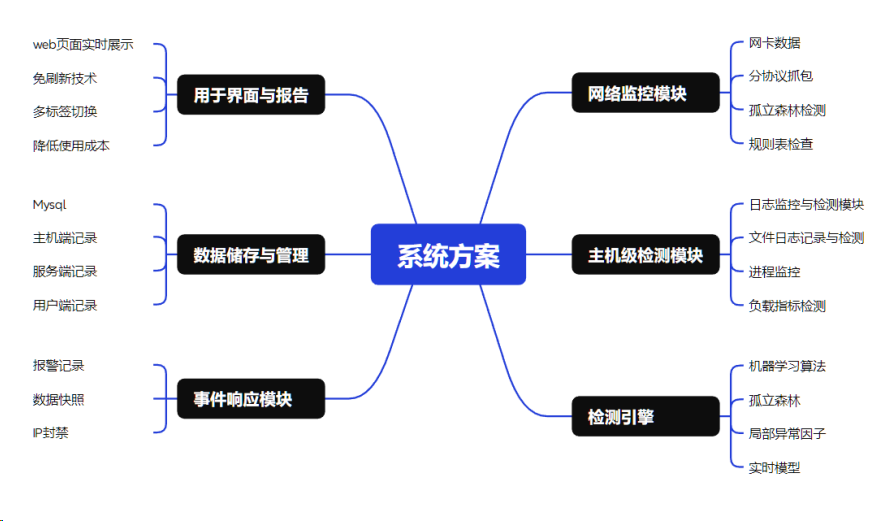 系统方案
用于界面与报告
web页面实时展示
免刷新技术
多标签切换
降低使用成本
数据储存与管理
Mysql
主机端记录
服务端记录
用户端记录
事件响应模块
报警记录
数据快照
IP封禁
网络监控模块
网卡数据
分协议抓包
孤立森林检测
规则表检查
主机级检测模块
日志监控与检测模块
文件日志记录与检测
进程监控
负载指标检测
检测引擎
机器学习算法
孤立森林
局部异常因子
实时模型